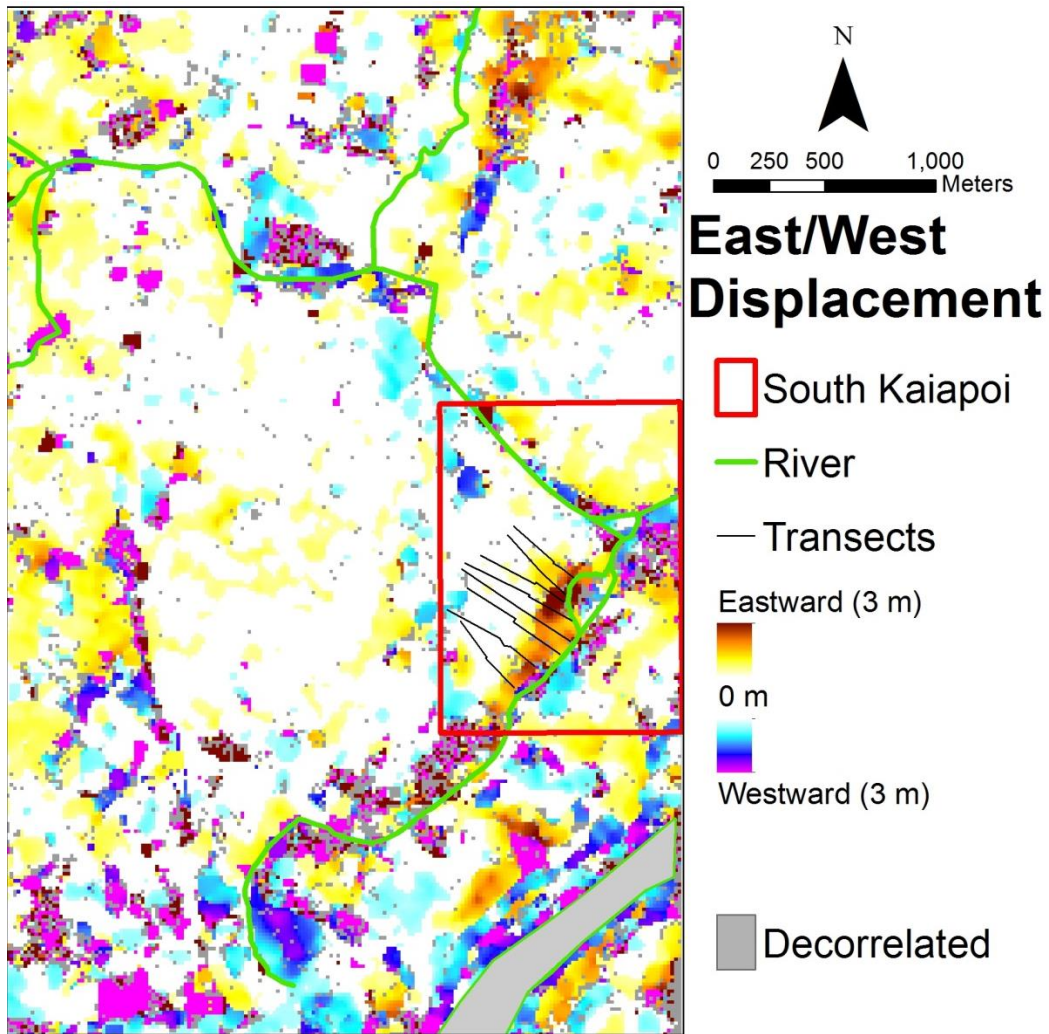 N
0 250 500 1,000
Meters
East/West
Displacement
South Kaiapoi
River
Transects
Eastward (3 m)
0 m
Westward (3 m)
Decorrelated